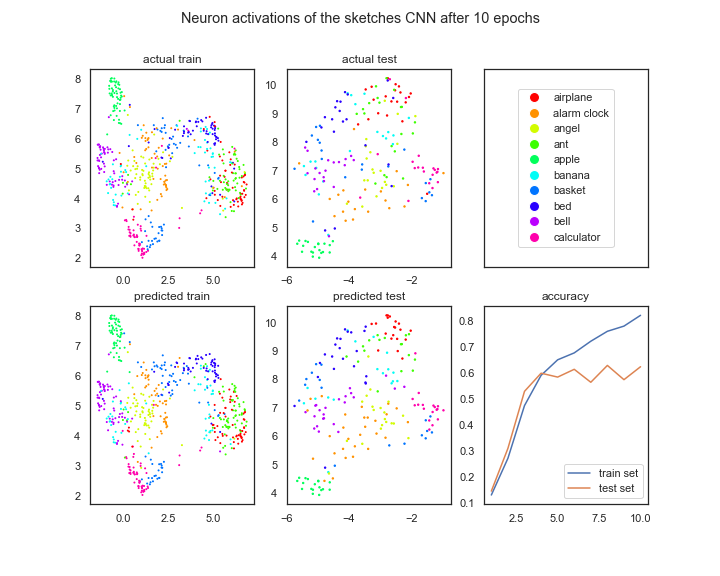 Neuron activations of the sketches CNN after 10 epochs
actual train
8
7
6
5
4
3
2
0.0 2.5 5.0
actual test
10
9
8
7
6
5
4
−6 −4 −2
airplane
alarm clock
angel
ant
apple
banana
basket
bed
bell
calculator
predicted train
8
7
6
5
4
3
2
0.0 2.5 5.0
predicted test
10
9
8
7
6
5
4
−6 −4 −2
accuracy
0.8
0.7
0.6
0.5
0.4
0.3
0.2
0.1
train set
test set
2.5 5.0 7.5 10.0